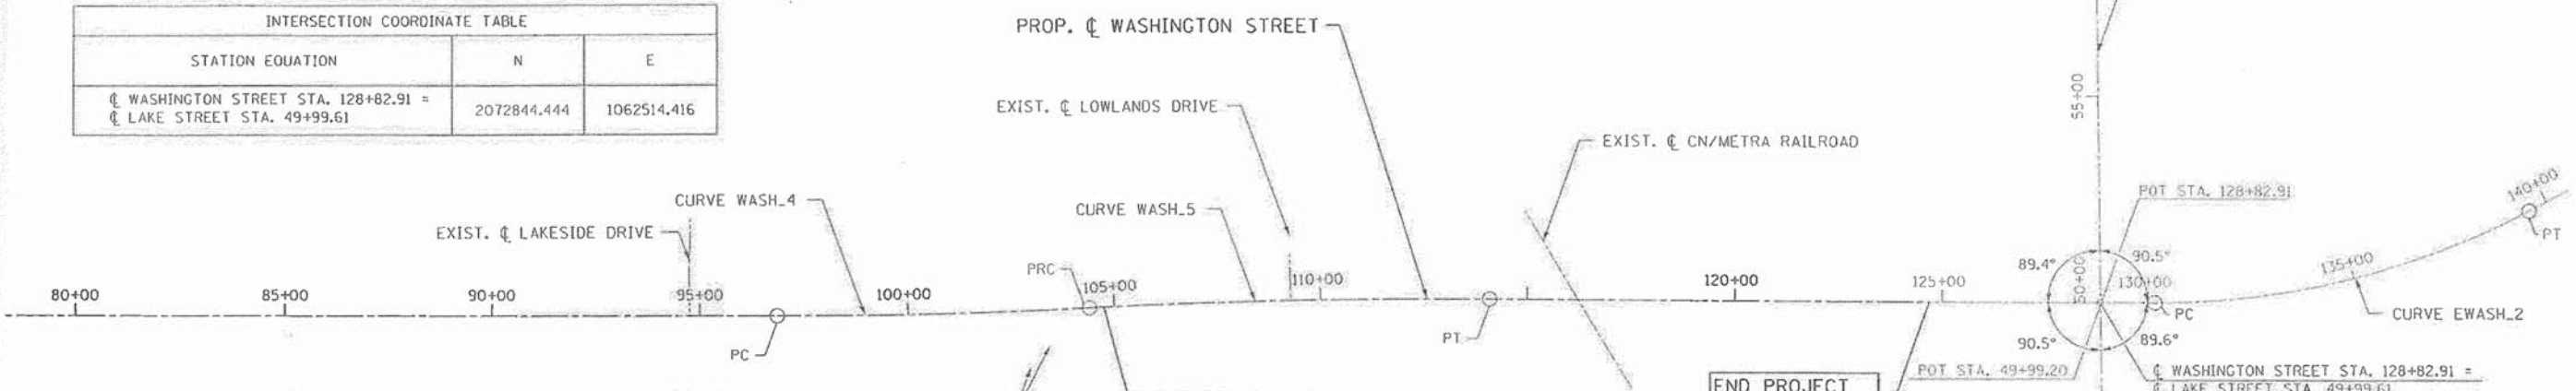 INTERSECTION COORDINATE TABLE
STATION EQUATION N E
℄ WASHINGTON STREET STA. 128+82.91 =
℄ LAKE STREET STA. 49+99.61
2072844.444 1062514.416
PROP. ℄ WASHINGTON STREET
EXIST. ℄ LOWLANDS DRIVE
EXIST. ℄ CN/METRA RAILROAD
CURVE WASH_4
CURVE WASH_5
EXIST. ℄ LAKESIDE DRIVE
55+00
POT STA. 128+82.91
140+00
PT
PRC
89.4°
90.5°
50+00
130+00
135+00
80+00
85+00
90+00
95+00
100+00
105+00
110+00
120+00
125+00
PC
CURVE EWASH_2
PC
PT
90.5°
89.6°
POT STA. 49+99.20
℄ WASHINGTON STREET STA. 128+82.91 =
℄ LAKE STREET STA. 49+99.61
END PROJECT